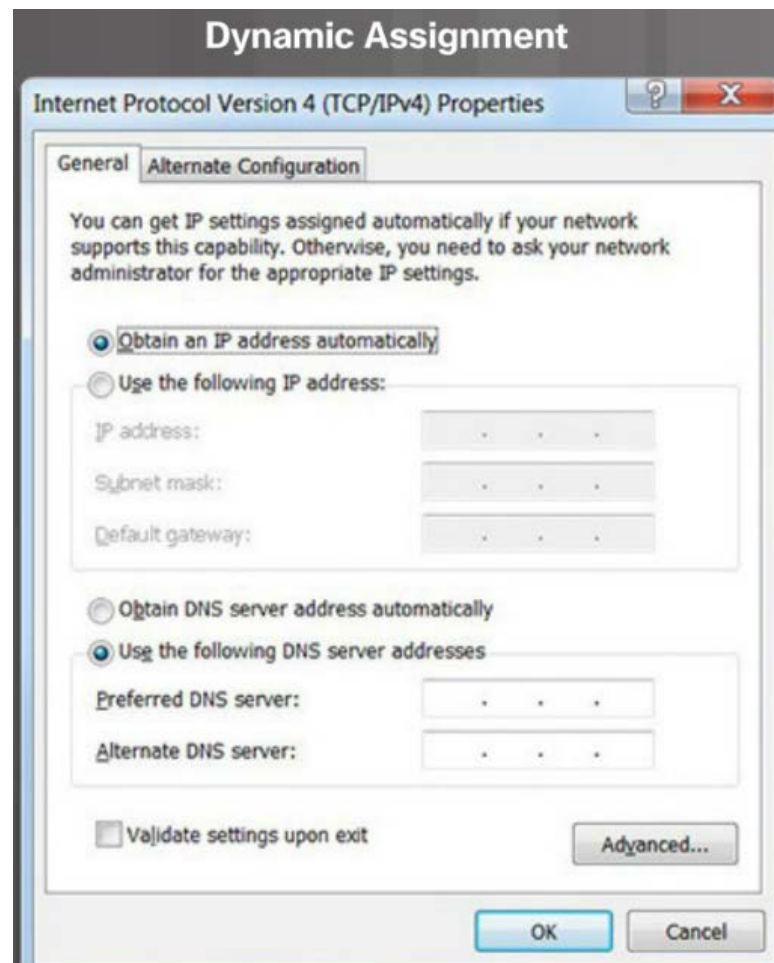 Dynamic Assignment
Internet Protocol Version 4 (TCP/IPv4) Properties
General
Alternate Configuration
You can get IP settings assigned automatically if your network
supports this capability. Otherwise, you need to ask your network
administrator for the appropriate IP settings.
Obtain an IP address automatically
Use the following IP address:
IP address:
Subnet mask:
Default gateway:
Obtain DNS server address automatically
Use the following DNS server addresses
Preferred DNS server:
Alternate DNS server:
Validate settings upon exit
Advanced...
OK
Cancel